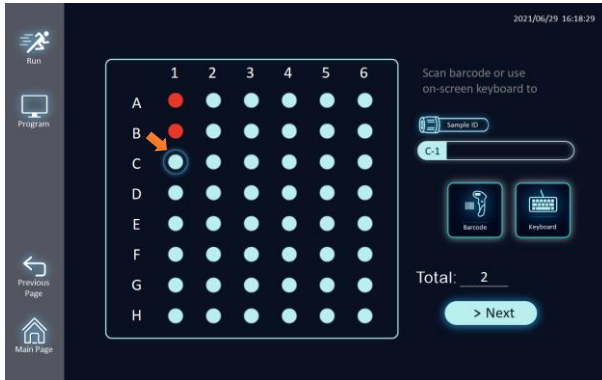 2021/06/29 16:18:29
Run
Program
Previous
Page
Main Page
1 2 3 4 5 6
A
B
C
D
E
F
G
H
Scan barcode or use
on-screen keyboard to
Sample ID
C-1
Barcode
Keyboard
Total: 2
> Next